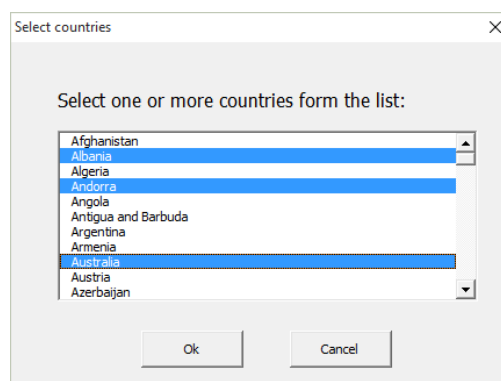 Select countries
Select one or more countries form the list:
Afghanistan
Albania
Algeria
Andorra
Angola
Antigua and Barbuda
Argentina
Armenia
Australia
Austria
Azerbaijan
Ok
Cancel